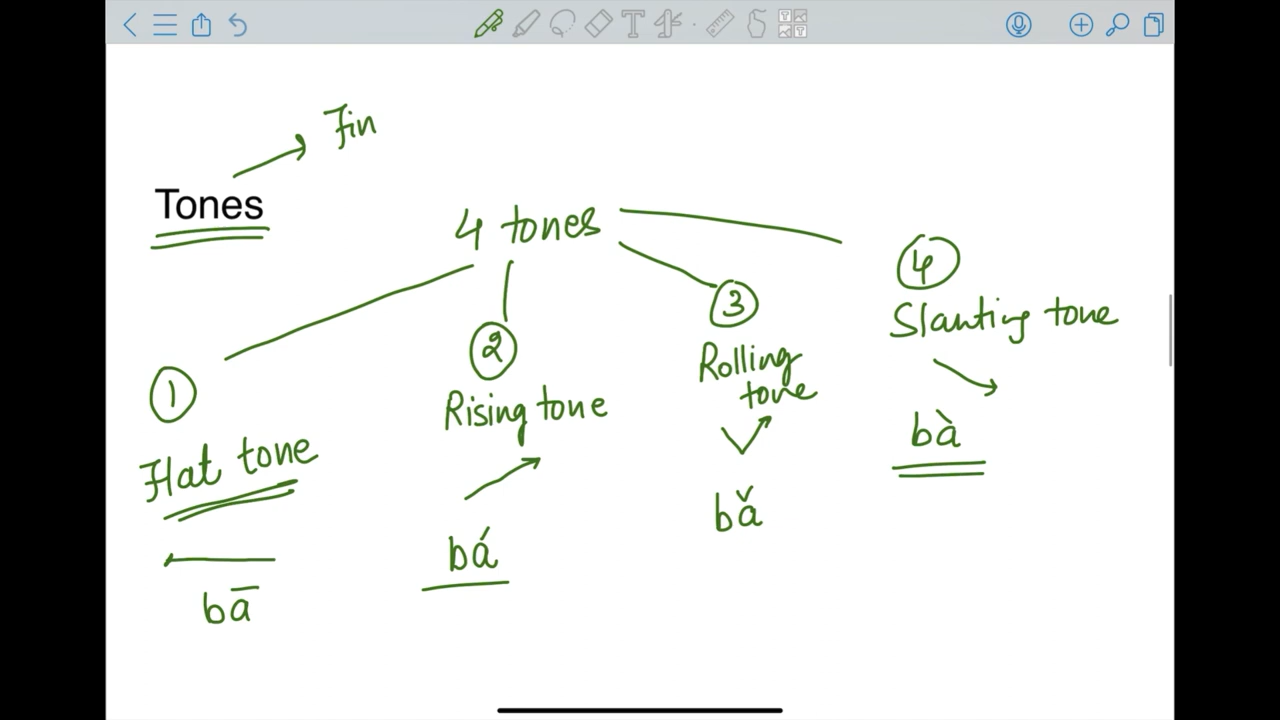 Fin
Tones
4 tones
1
Flat tone
bā
2
Rising tone
bá
3
Rolling
tone
bǎ
4
Slanting tone
bà